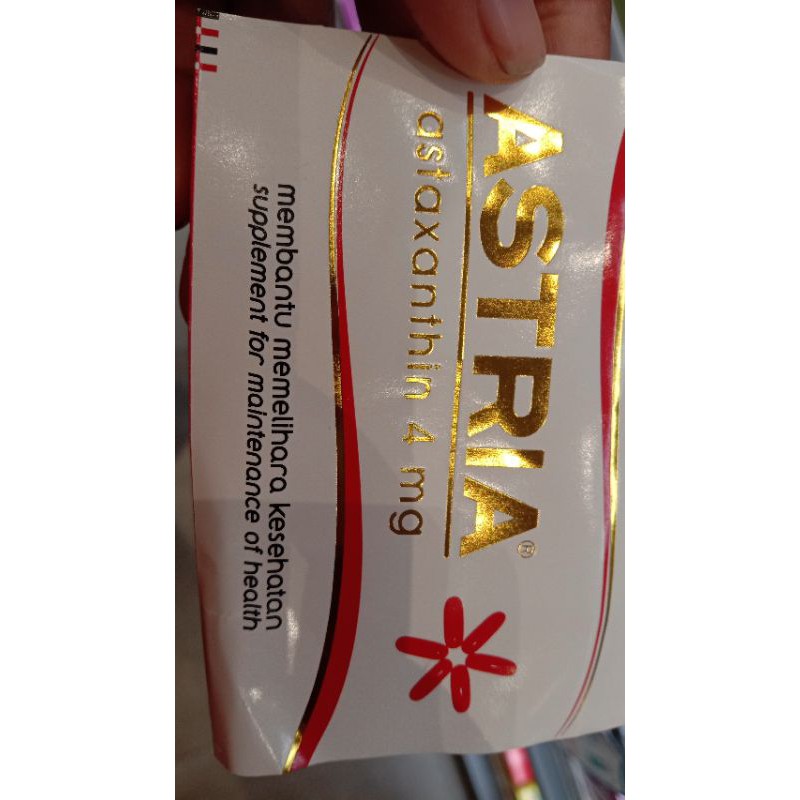 ASTRIA®
astaxanthin 4 mg
membantu memelihara kesehatan
supplement for maintenance of health